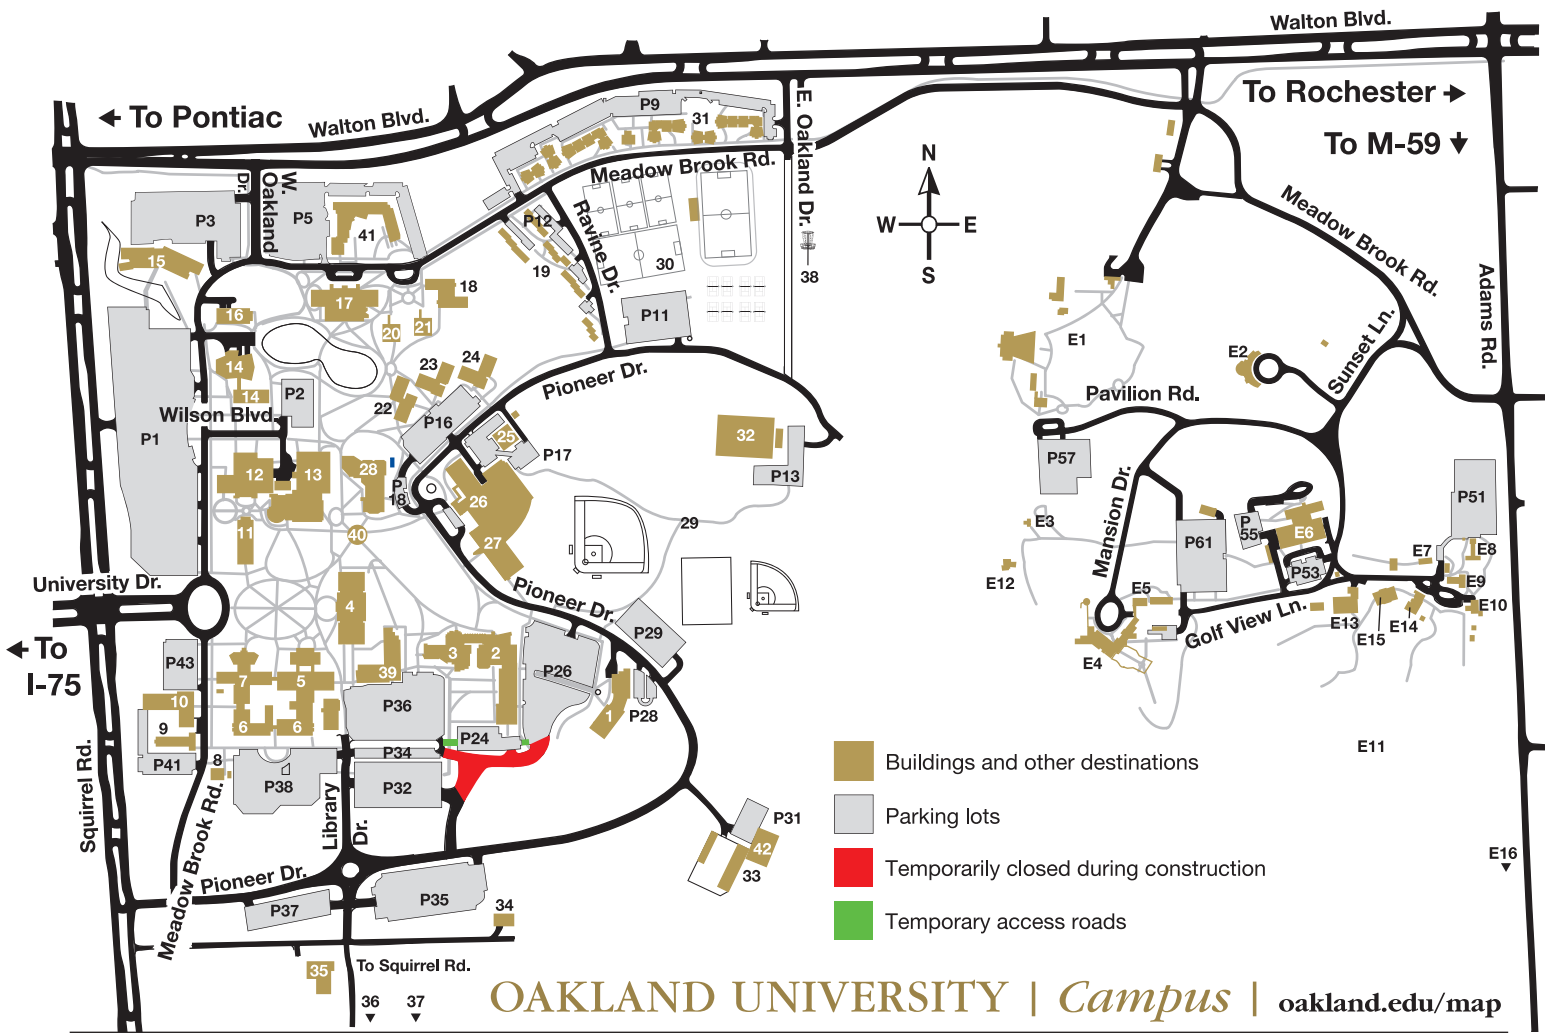 Walton Blvd.
To Rochester
To M-59
To Pontiac
Walton Blvd.
P9
31
E. Oakland Dr.
Meadow Brook Rd.
N
W
E
S
W. Oakland
Dr.
P3
P5
41
P12
Ravine Dr.
19
30
38
15
Meadow Brook Rd.
Adams Rd.
17
18
16
20
21
P11
E1
E2
Sunset Ln.
14
14
P2
23
24
22
Pioneer Dr.
Pavilion Rd.
Wilson Blvd.
P16
P1
25
P17
32
P13
12
13
28
P
18
26
27
11
40
29
P57
Mansion Dr.
E3
E12
P61
P
55
E6
P53
P51
E7
E8
E9
E10
E5
E4
Golf View Ln.
E13
E15
E14
University Dr.
To
I-75
4
Pioneer Dr.
P29
P43
7
5
39
3
2
P26
10
9
6
6
P36
1
P28
P24
P34
P41
8
P38
P32
Squirrel Rd.
Library
Dr.
Meadow Brook Rd.
Pioneer Dr.
P31
42
33
P37
P35
34
35
To Squirrel Rd.
36
37
E11
E16
Buildings and other destinations
Parking lots
Temporarily closed during construction
Temporary access roads
OAKLAND UNIVERSITY | Campus | oakland.edu/map